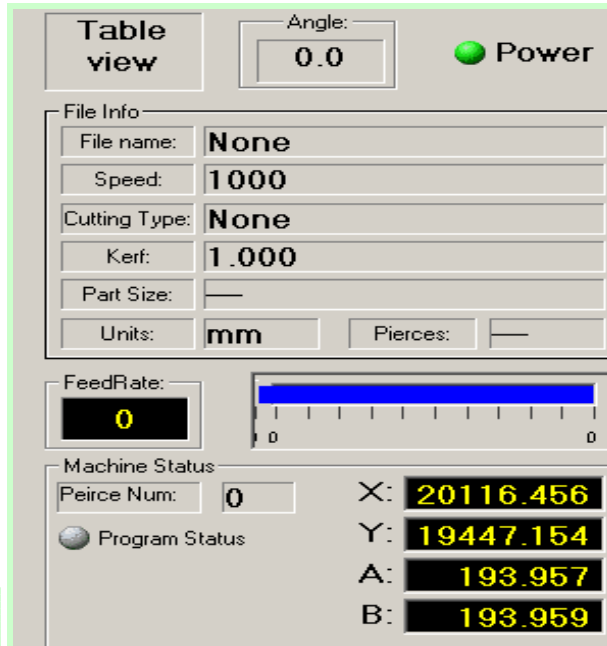 Table
view
Angle:
0.0
Power
File Info
File name: None
Speed: 1000
Cutting Type: None
Kerf: 1.000
Part Size: ---
Units: mm Pierces: ---
FeedRate:
0
0 0
Machine Status
Peirce Num: 0
Program Status
X: 20116.456
Y: 19447.154
A: 193.957
B: 193.959